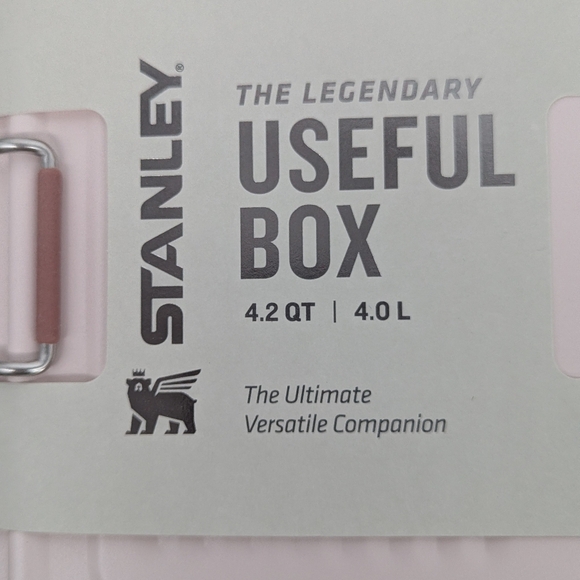 STANLEY®
THE LEGENDARY
USEFUL
BOX
4.2 QT | 4.0 L
The Ultimate
Versatile Companion